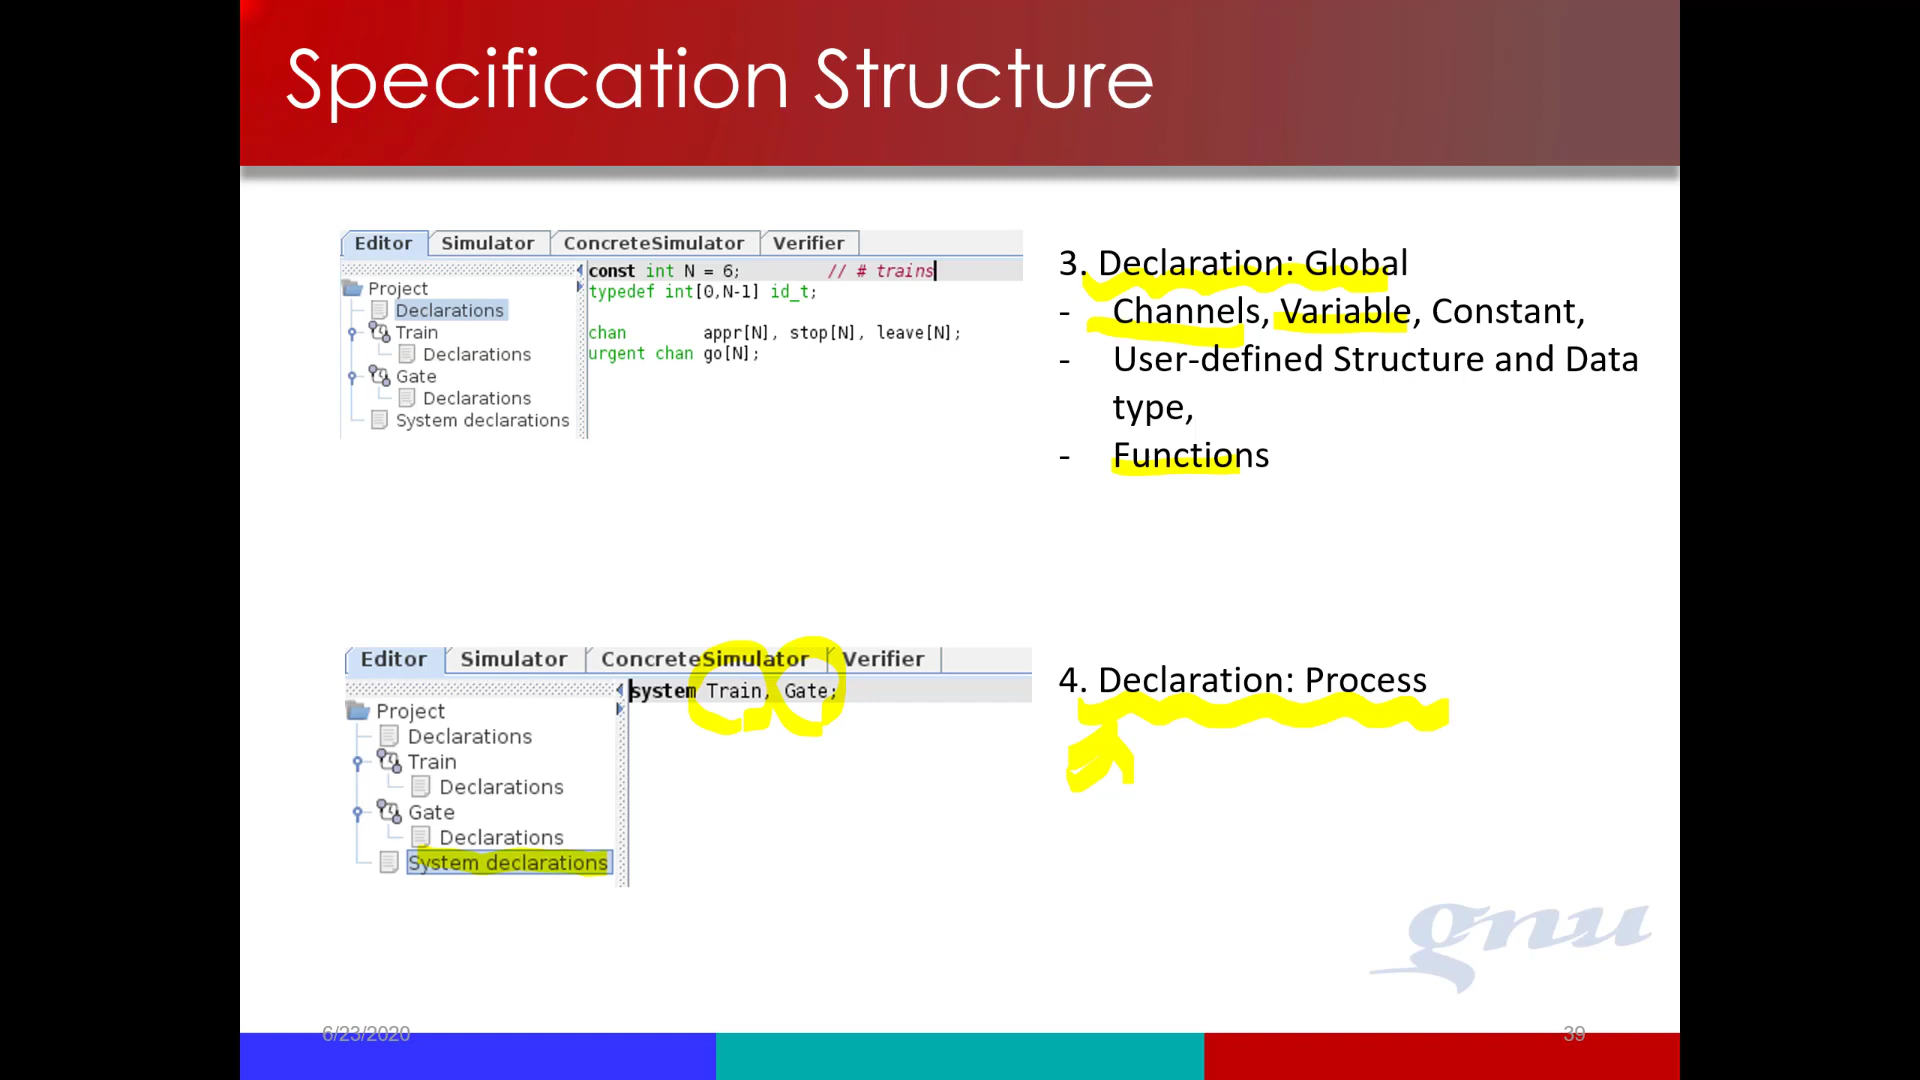 Specification Structure
Editor Simulator ConcreteSimulator Verifier
const int N = 6; // # trains
typedef int[0,N-1] id_t;
chan appr[N], stop[N], leave[N];
urgent chan go[N];
Project
Declarations
Train
Declarations
Gate
Declarations
System declarations
3. Declaration: Global
- Channels, Variable, Constant,
- User-defined Structure and Data
type,
- Functions
Editor Simulator ConcreteSimulator Verifier
system Train, Gate;
Project
Declarations
Train
Declarations
Gate
Declarations
System declarations
4. Declaration: Process
gnu
6/23/2020
39